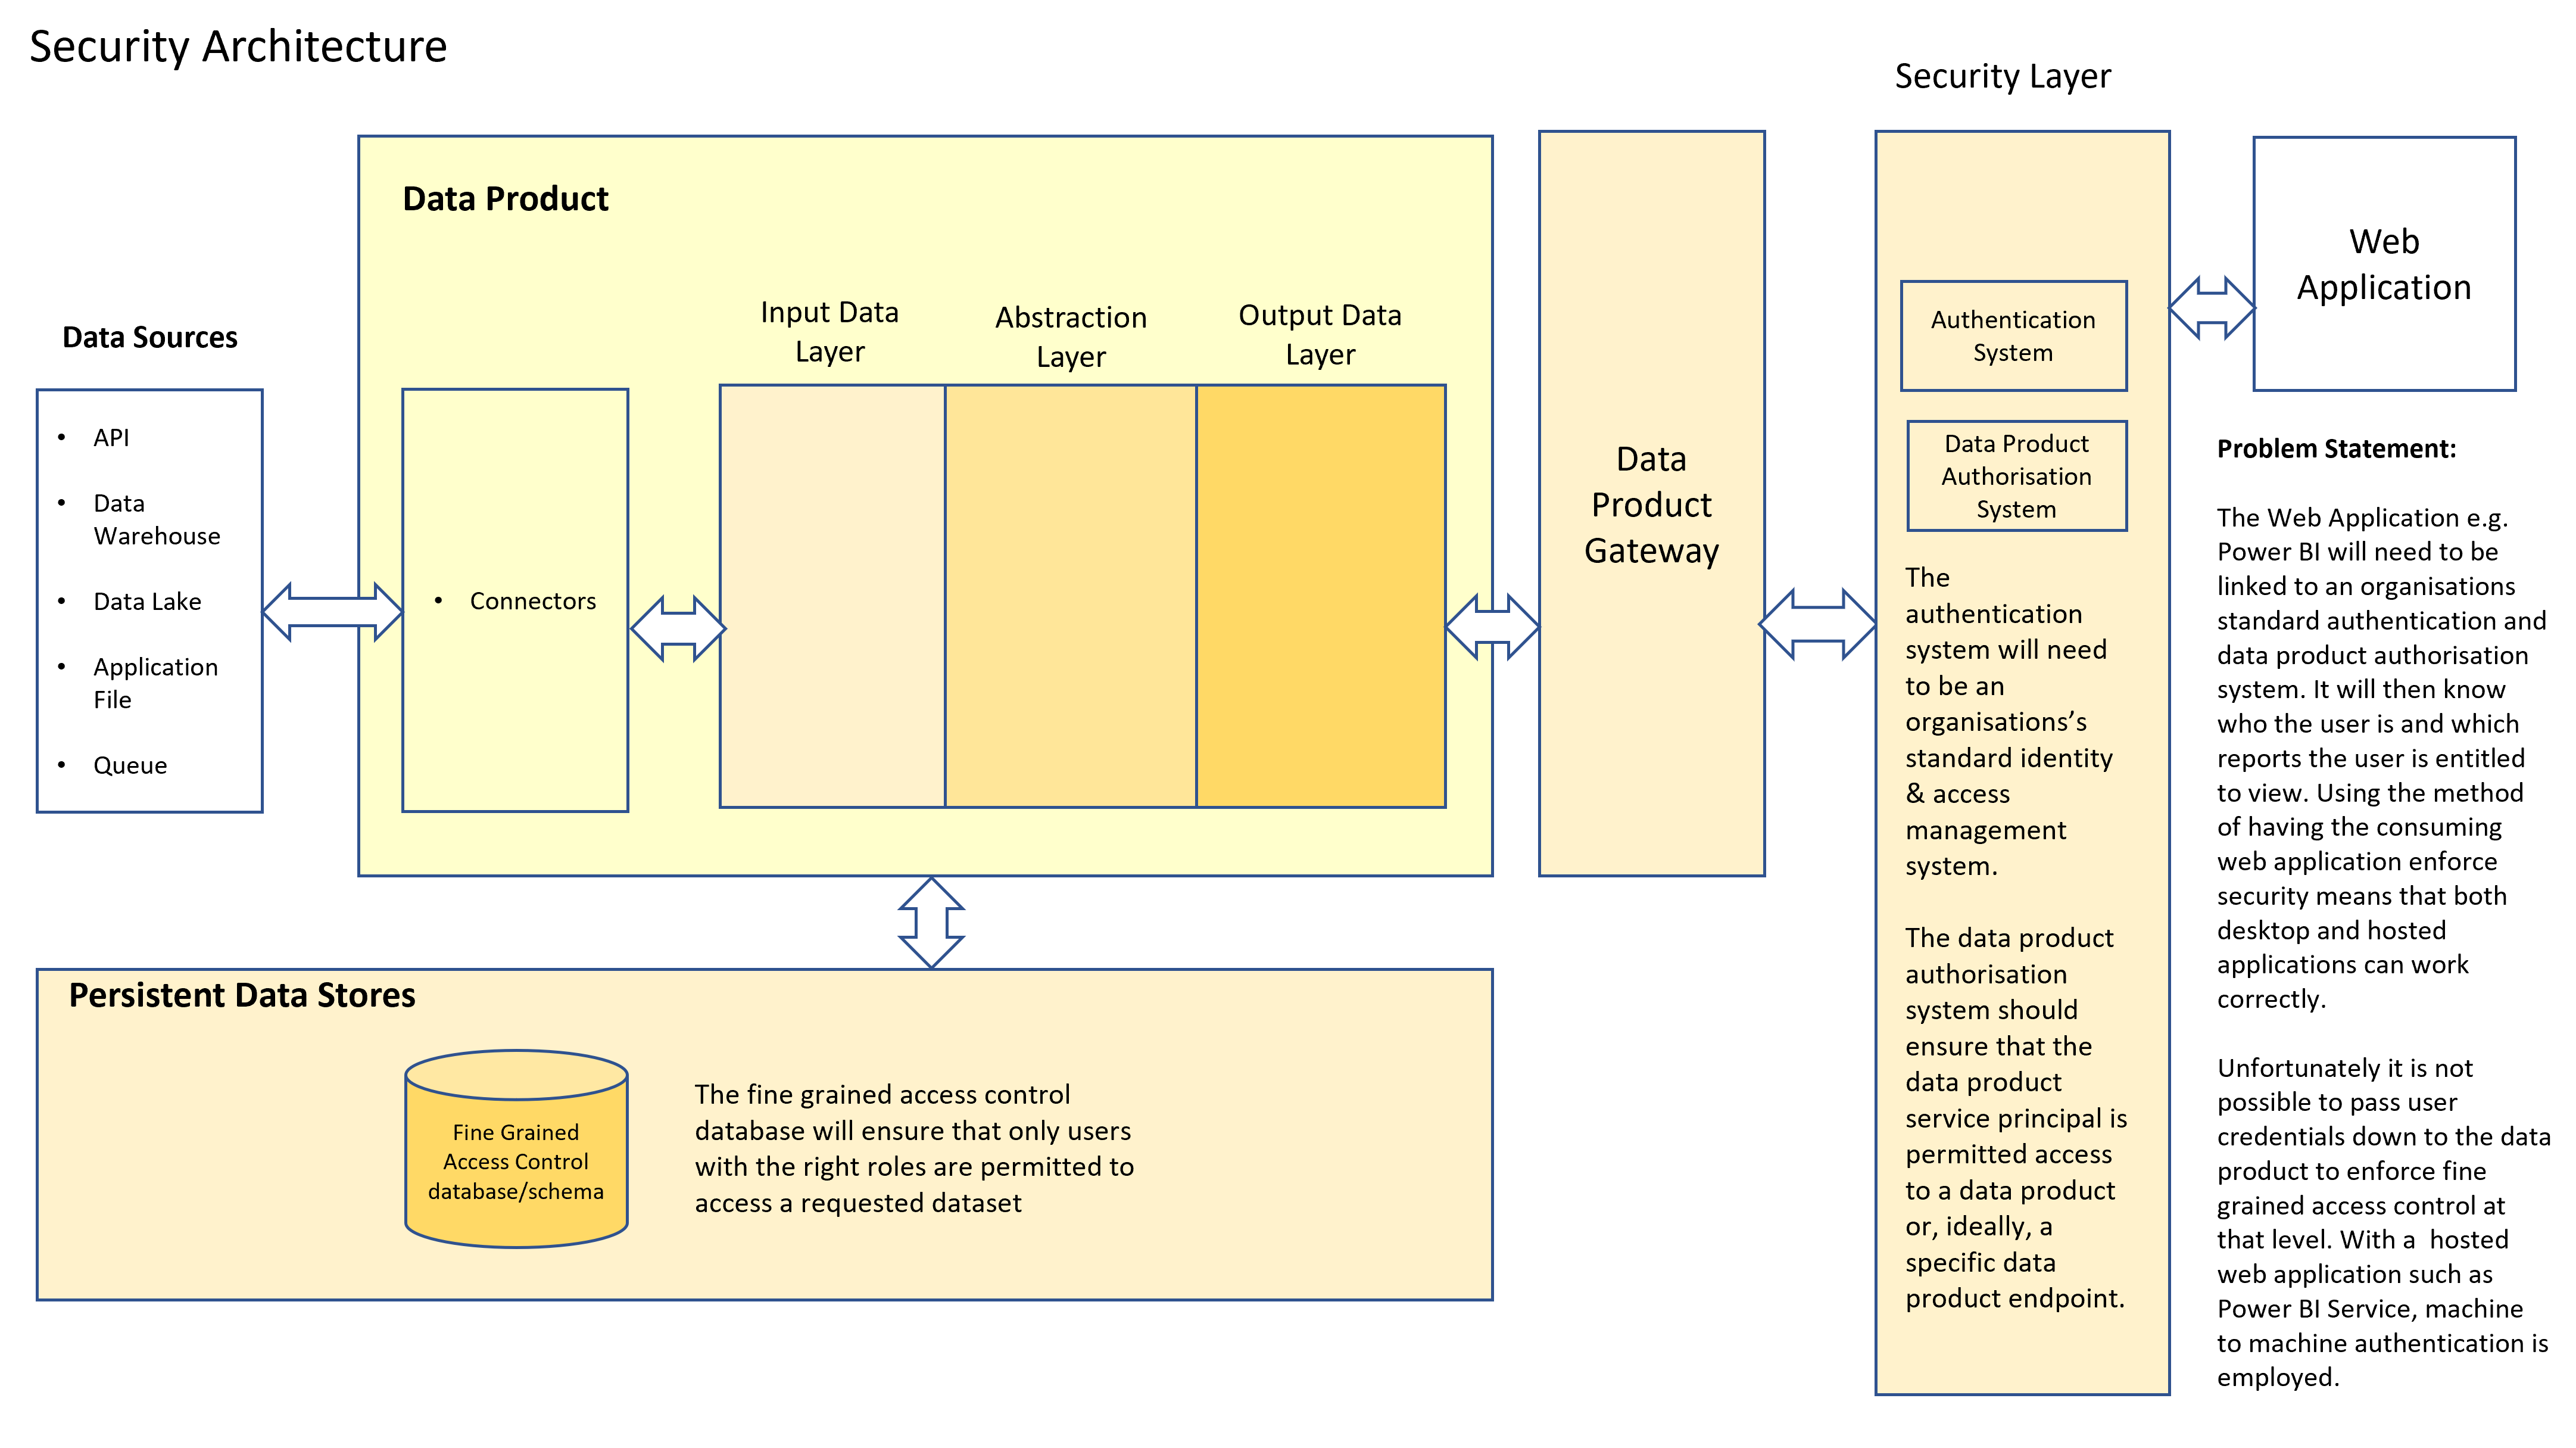 Security Architecture
Security Layer
Data Product
Web
Application
Input Data
Layer
Abstraction
Layer
Output Data
Layer
Data Sources
• API
• Data
Warehouse
• Data Lake
• Application
File
• Queue
• Connectors
Data
Product
Gateway
Authentication
System
Data Product
Authorisation
System
The
authentication
system will need
to be an
organisations’s
standard identity
& access
management
system.
The data product
authorisation
system should
ensure that the
data product
service principal is
permitted access
to a data product
or, ideally, a
specific data
product endpoint.
Problem Statement:
The Web Application e.g.
Power BI will need to be
linked to an organisations
standard authentication and
data product authorisation
system. It will then know
who the user is and which
reports the user is entitled
to view. Using the method
of having the consuming
web application enforce
security means that both
desktop and hosted
applications can work
correctly.
Unfortunately it is not
possible to pass user
credentials down to the data
product to enforce fine
grained access control at
that level. With a  hosted
web application such as
Power BI Service, machine
to machine authentication is
employed.
Persistent Data Stores
Fine Grained
Access Control
database/schema
The fine grained access control
database will ensure that only users
with the right roles are permitted to
access a requested dataset